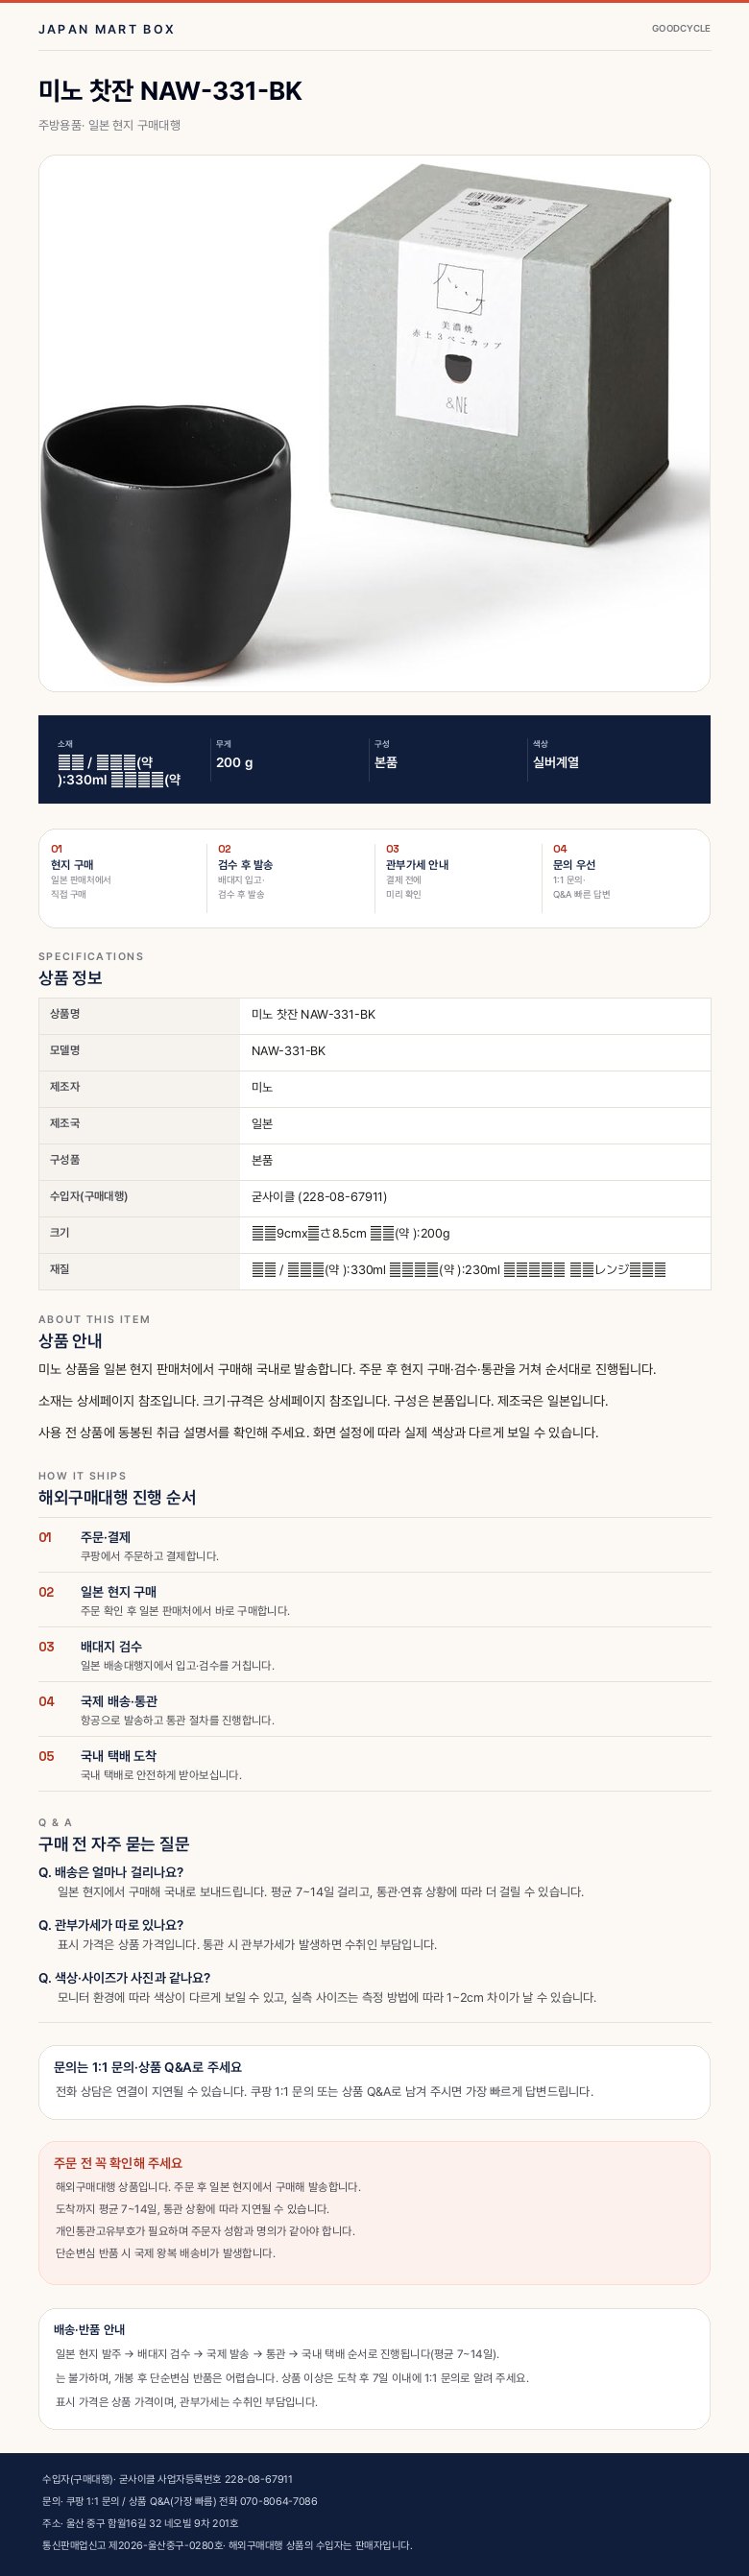 JAPAN MART BOX
GOODCYCLE
미노 찻잔 NAW-331-BK
주방용품· 일본 현지 구매대행
美濃焼
赤土3べこカップ
&NE
소재
/ (약
):330ml (약
무게
200 g
구성
본품
색상
실버계열
01
현지 구매
일본 판매처에서
직접 구매
02
검수 후 발송
배대지 입고·
검수 후 발송
03
관부가세 안내
결제 전에
미리 확인
04
문의 우선
1:1 문의·
Q&A 빠른 답변
SPECIFICATIONS
상품 정보
상품명 미노 찻잔 NAW-331-BK
모델명 NAW-331-BK
제조자 미노
제조국 일본
구성품 본품
수입자(구매대행) 굳사이클 (228-08-67911)
크기 9cmx さ8.5cm (약 ):200g
재질 / (약 ):330ml (약 ):230ml レンジ
ABOUT THIS ITEM
상품 안내
미노 상품을 일본 현지 판매처에서 구매해 국내로 발송합니다. 주문 후 현지 구매·검수·통관을 거쳐 순서대로 진행됩니다.
소재는 상세페이지 참조입니다. 크기·규격은 상세페이지 참조입니다. 구성은 본품입니다. 제조국은 일본입니다.
사용 전 상품에 동봉된 취급 설명서를 확인해 주세요. 화면 설정에 따라 실제 색상과 다르게 보일 수 있습니다.
HOW IT SHIPS
해외구매대행 진행 순서
01 주문·결제
쿠팡에서 주문하고 결제합니다.
02 일본 현지 구매
주문 확인 후 일본 판매처에서 바로 구매합니다.
03 배대지 검수
일본 배송대행지에서 입고·검수를 거칩니다.
04 국제 배송·통관
항공으로 발송하고 통관 절차를 진행합니다.
05 국내 택배 도착
국내 택배로 안전하게 받아보십니다.
Q & A
구매 전 자주 묻는 질문
Q. 배송은 얼마나 걸리나요?
일본 현지에서 구매해 국내로 보내드립니다. 평균 7~14일 걸리고, 통관·연휴 상황에 따라 더 걸릴 수 있습니다.
Q. 관부가세가 따로 있나요?
표시 가격은 상품 가격입니다. 통관 시 관부가세가 발생하면 수취인 부담입니다.
Q. 색상·사이즈가 사진과 같나요?
모니터 환경에 따라 색상이 다르게 보일 수 있고, 실측 사이즈는 측정 방법에 따라 1~2cm 차이가 날 수 있습니다.
문의는 1:1 문의·상품 Q&A로 주세요
전화 상담은 연결이 지연될 수 있습니다. 쿠팡 1:1 문의 또는 상품 Q&A로 남겨 주시면 가장 빠르게 답변드립니다.
주문 전 꼭 확인해 주세요
해외구매대행 상품입니다. 주문 후 일본 현지에서 구매해 발송합니다.
도착까지 평균 7~14일, 통관 상황에 따라 지연될 수 있습니다.
개인통관고유부호가 필요하며 주문자 성함과 명의가 같아야 합니다.
단순변심 반품 시 국제 왕복 배송비가 발생합니다.
배송·반품 안내
일본 현지 발주 → 배대지 검수 → 국제 발송 → 통관 → 국내 택배 순서로 진행됩니다(평균 7~14일).
는 불가하며, 개봉 후 단순변심 반품은 어렵습니다. 상품 이상은 도착 후 7일 이내에 1:1 문의로 알려 주세요.
표시 가격은 상품 가격이며, 관부가세는 수취인 부담입니다.
수입자(구매대행)· 굳사이클 사업자등록번호 228-08-67911
문의· 쿠팡 1:1 문의 / 상품 Q&A(가장 빠름) 전화 070-8064-7086
주소· 울산 중구 함월16길 32 네오빌 9차 201호
통신판매업신고 제2026-울산중구-0280호· 해외구매대행 상품의 수입자는 판매자입니다.